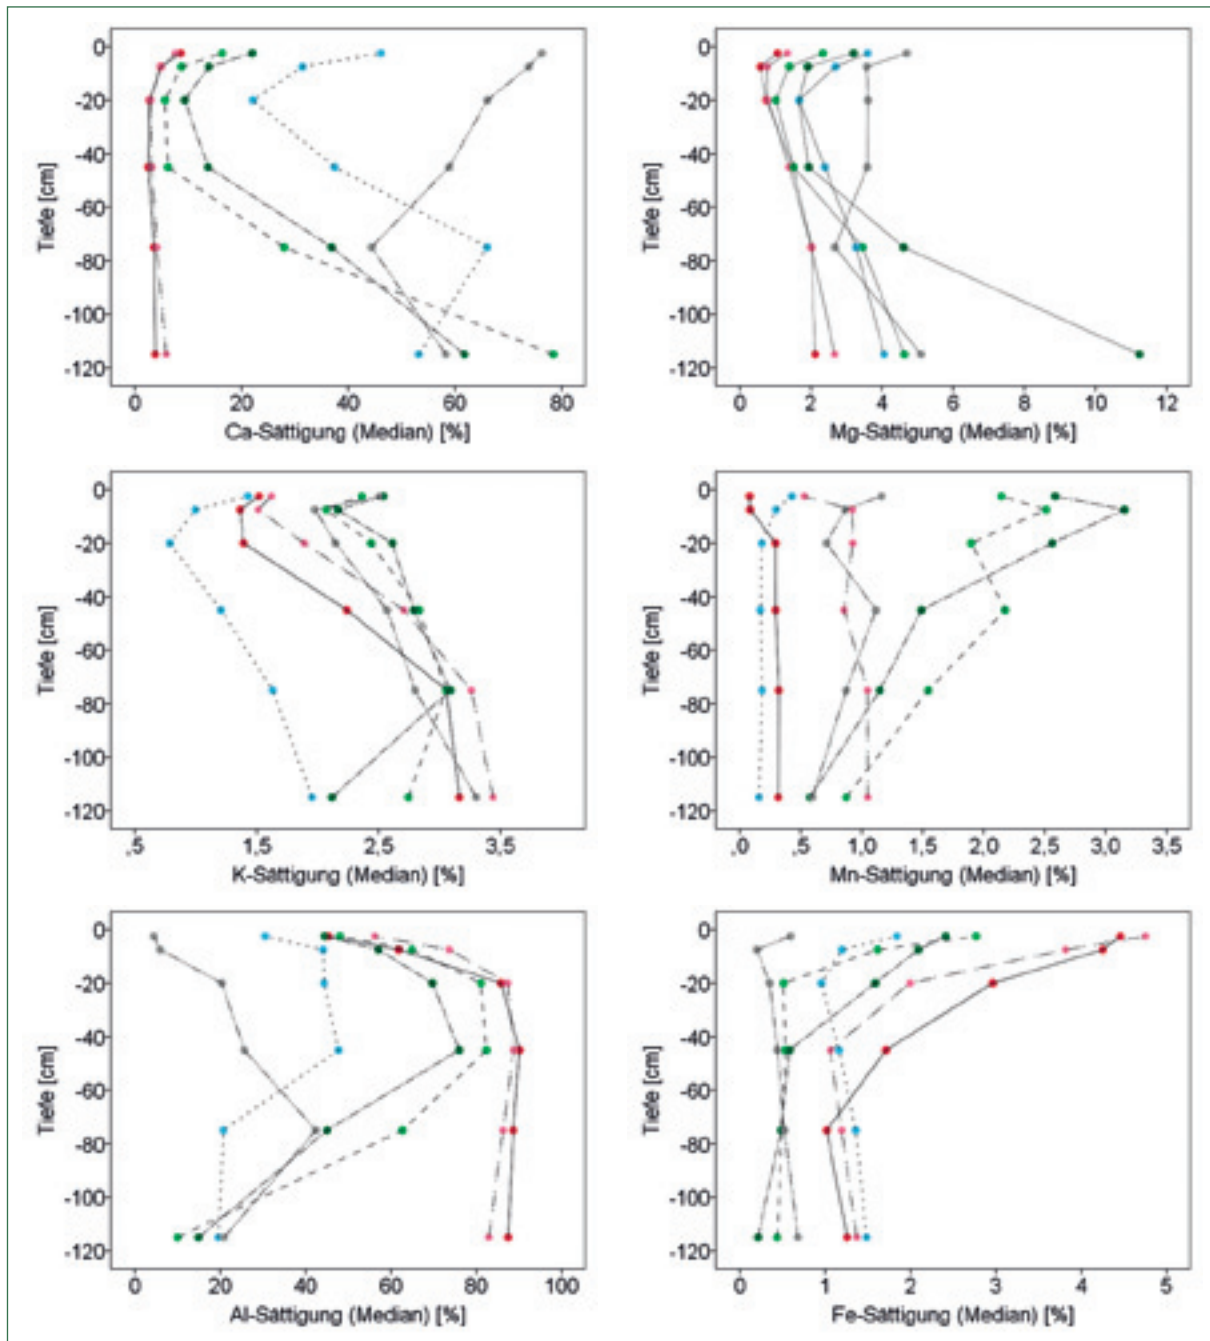 0
-20
-40
-60
-80
-100
-120
Tiefe [cm]
0 20 40 60 80
Ca-Sättigung (Median) [%]
0
-20
-40
-60
-80
-100
-120
Tiefe [cm]
0 2 4 6 8 10 12
Mg-Sättigung (Median) [%]
0
-20
-40
-60
-80
-100
-120
Tiefe [cm]
,5 1,5 2,5 3,5
K-Sättigung (Median) [%]
0
-20
-40
-60
-80
-100
-120
Tiefe [cm]
,0 ,5 1,0 1,5 2,0 2,5 3,0 3,5
Mn-Sättigung (Median) [%]
0
-20
-40
-60
-80
-100
-120
Tiefe [cm]
0 20 40 60 80 100
Al-Sättigung (Median) [%]
0
-20
-40
-60
-80
-100
-120
Tiefe [cm]
0 1 2 3 4 5
Fe-Sättigung (Median) [%]